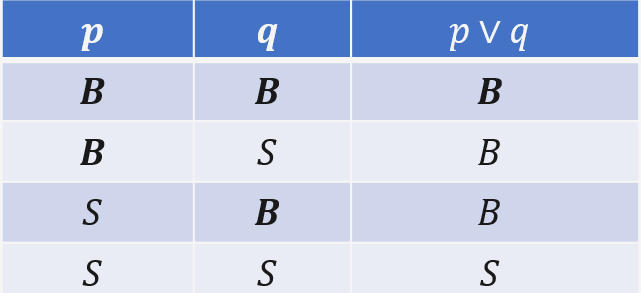 p q p ∨ q
B B B
B S B
S B B
S S S